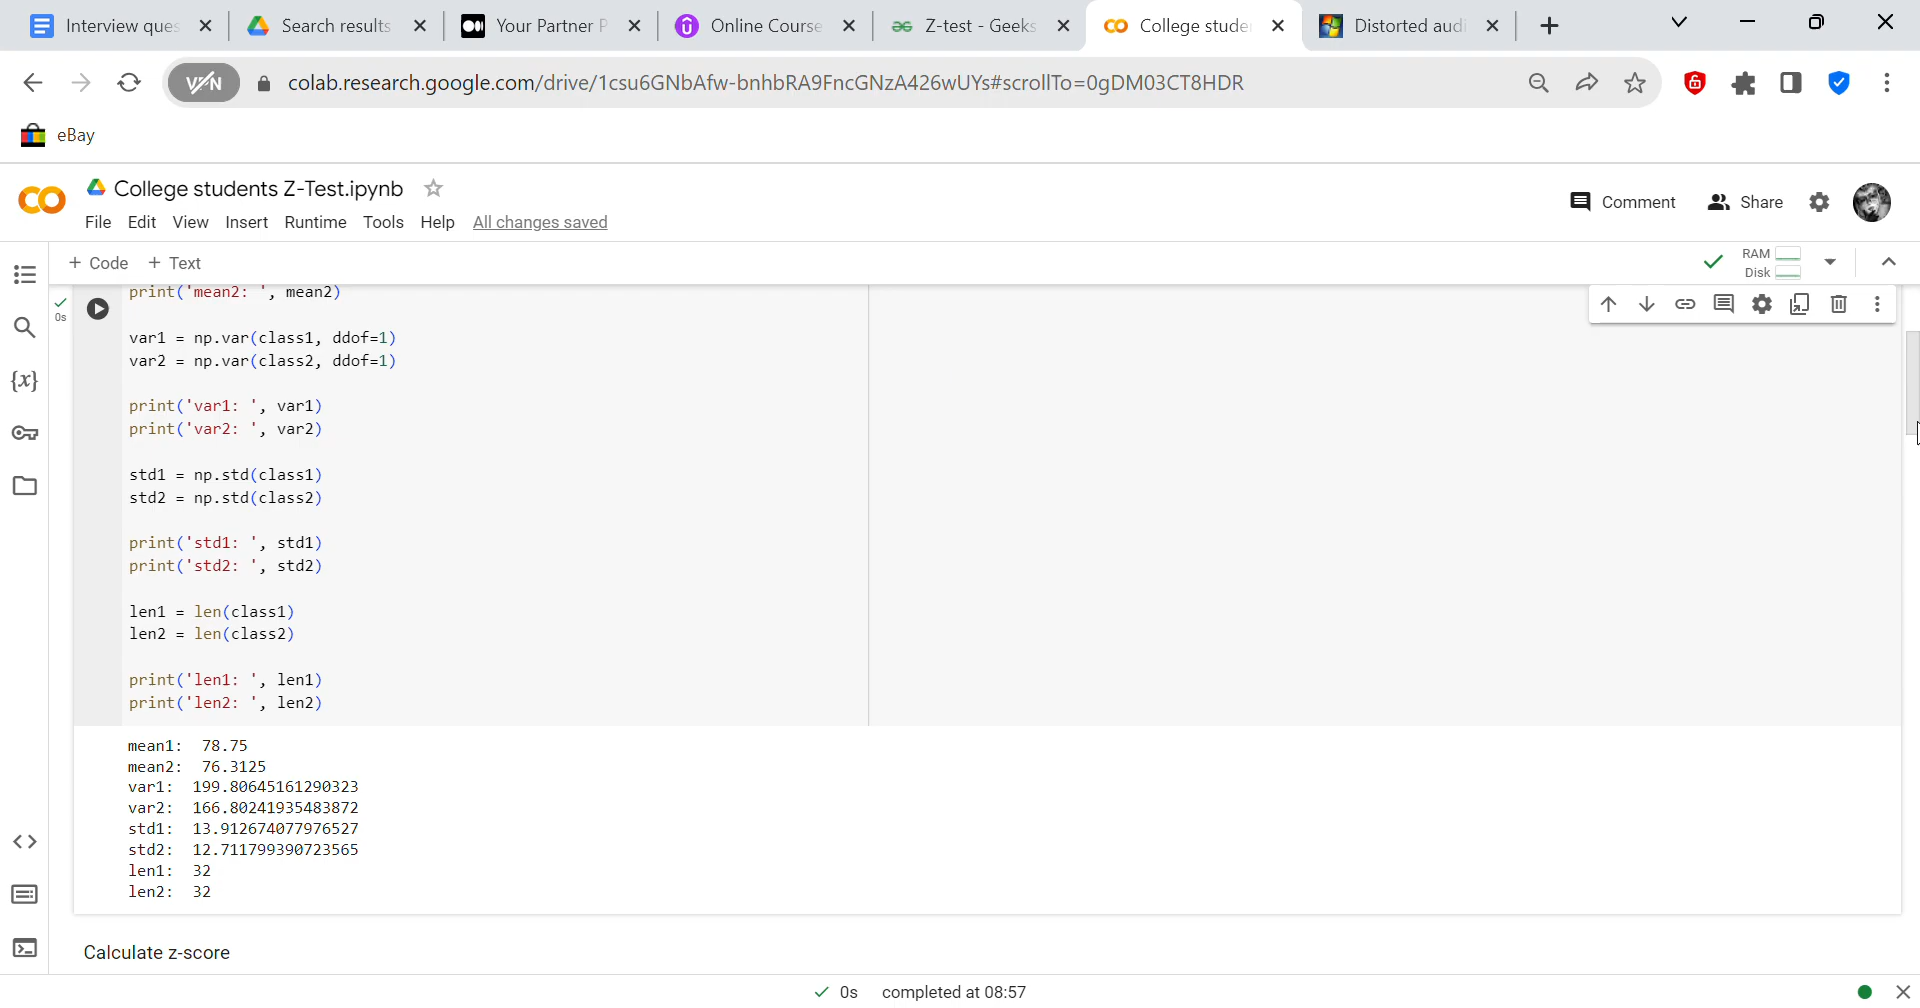 Interview ques
Search results
Your Partner P
Online Course
Z-test - Geeks
College stude
Distorted audi
VPN
colab.research.google.com/drive/1csu6GNbAfw-bnhbRA9FncGNzA426wUYs#scrollTo=0gDM03CT8HDR
eBay
College students Z-Test.ipynb
File Edit View Insert Runtime Tools Help All changes saved
Comment
Share
+ Code + Text
RAM
Disk
0s
print('mean2: ', mean2)
var1 = np.var(class1, ddof=1)
var2 = np.var(class2, ddof=1)
print('var1: ', var1)
print('var2: ', var2)
std1 = np.std(class1)
std2 = np.std(class2)
print('std1: ', std1)
print('std2: ', std2)
len1 = len(class1)
len2 = len(class2)
print('len1: ', len1)
print('len2: ', len2)
mean1:  78.75
mean2:  76.3125
var1:  199.80645161290323
var2:  166.80241935483872
std1:  13.912674077976527
std2:  12.711799390723565
len1:  32
len2:  32
Calculate z-score
0s completed at 08:57